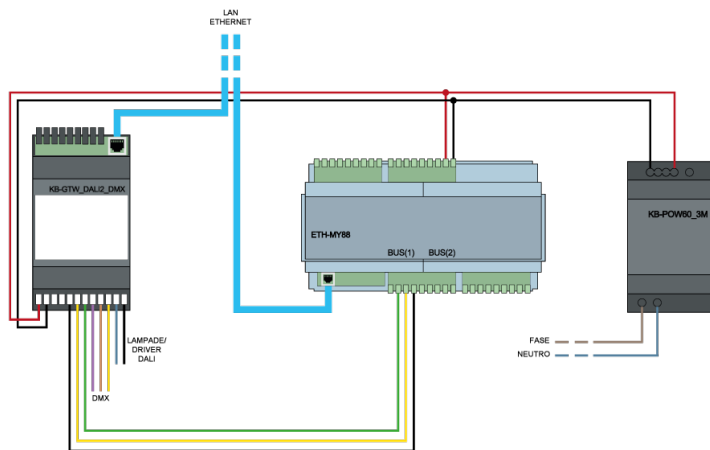 LAN
ETHERNET
KB-GTW_DALI2_DMX
ETH-MY88
BUS(1)
BUS(2)
KB-POW60_3M
LAMPADE/
DRIVER
DALI
DMX
FASE
NEUTRO